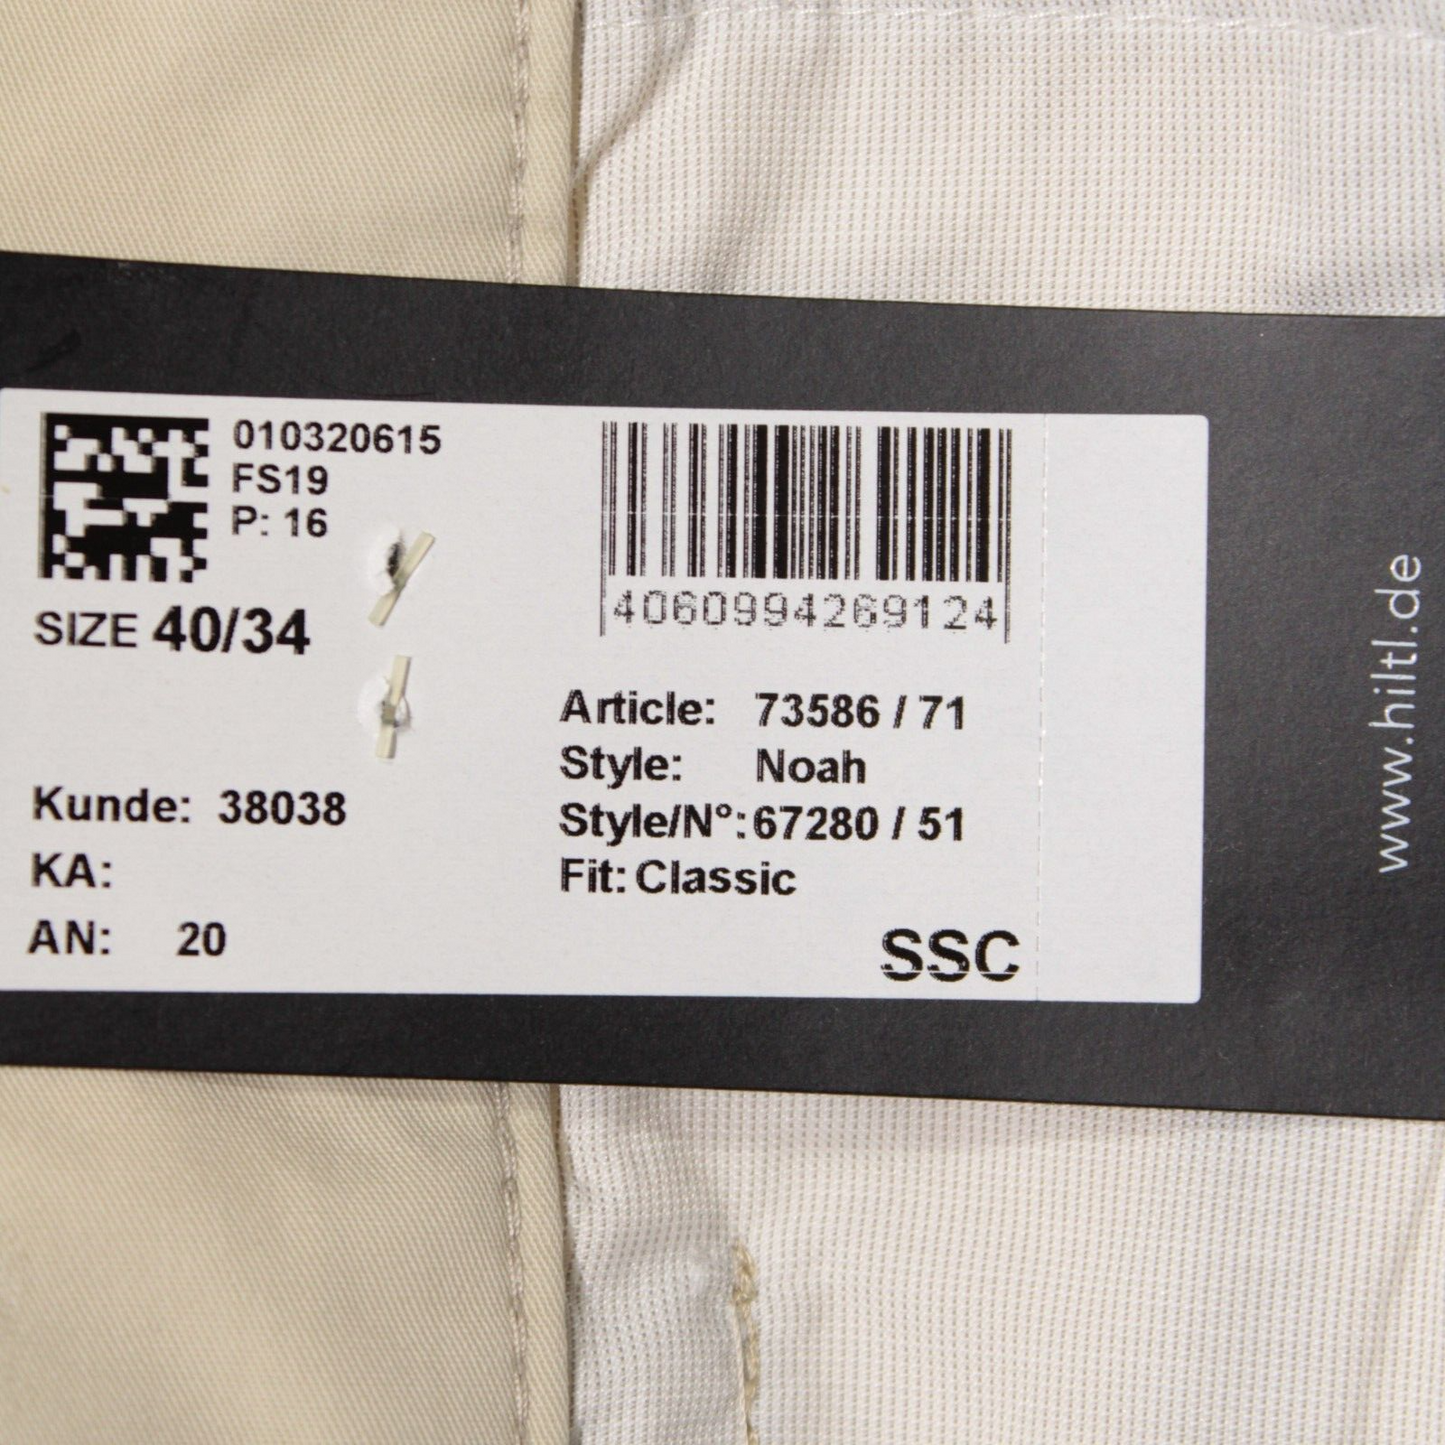 010320615
FS19
P: 16
SIZE 40/34
4060994269124
Article: 73586 / 71
Style: Noah
Style/N°: 67280 / 51
Fit: Classic
Kunde: 38038
KA:
AN: 20
SSC
www.hiltl.de